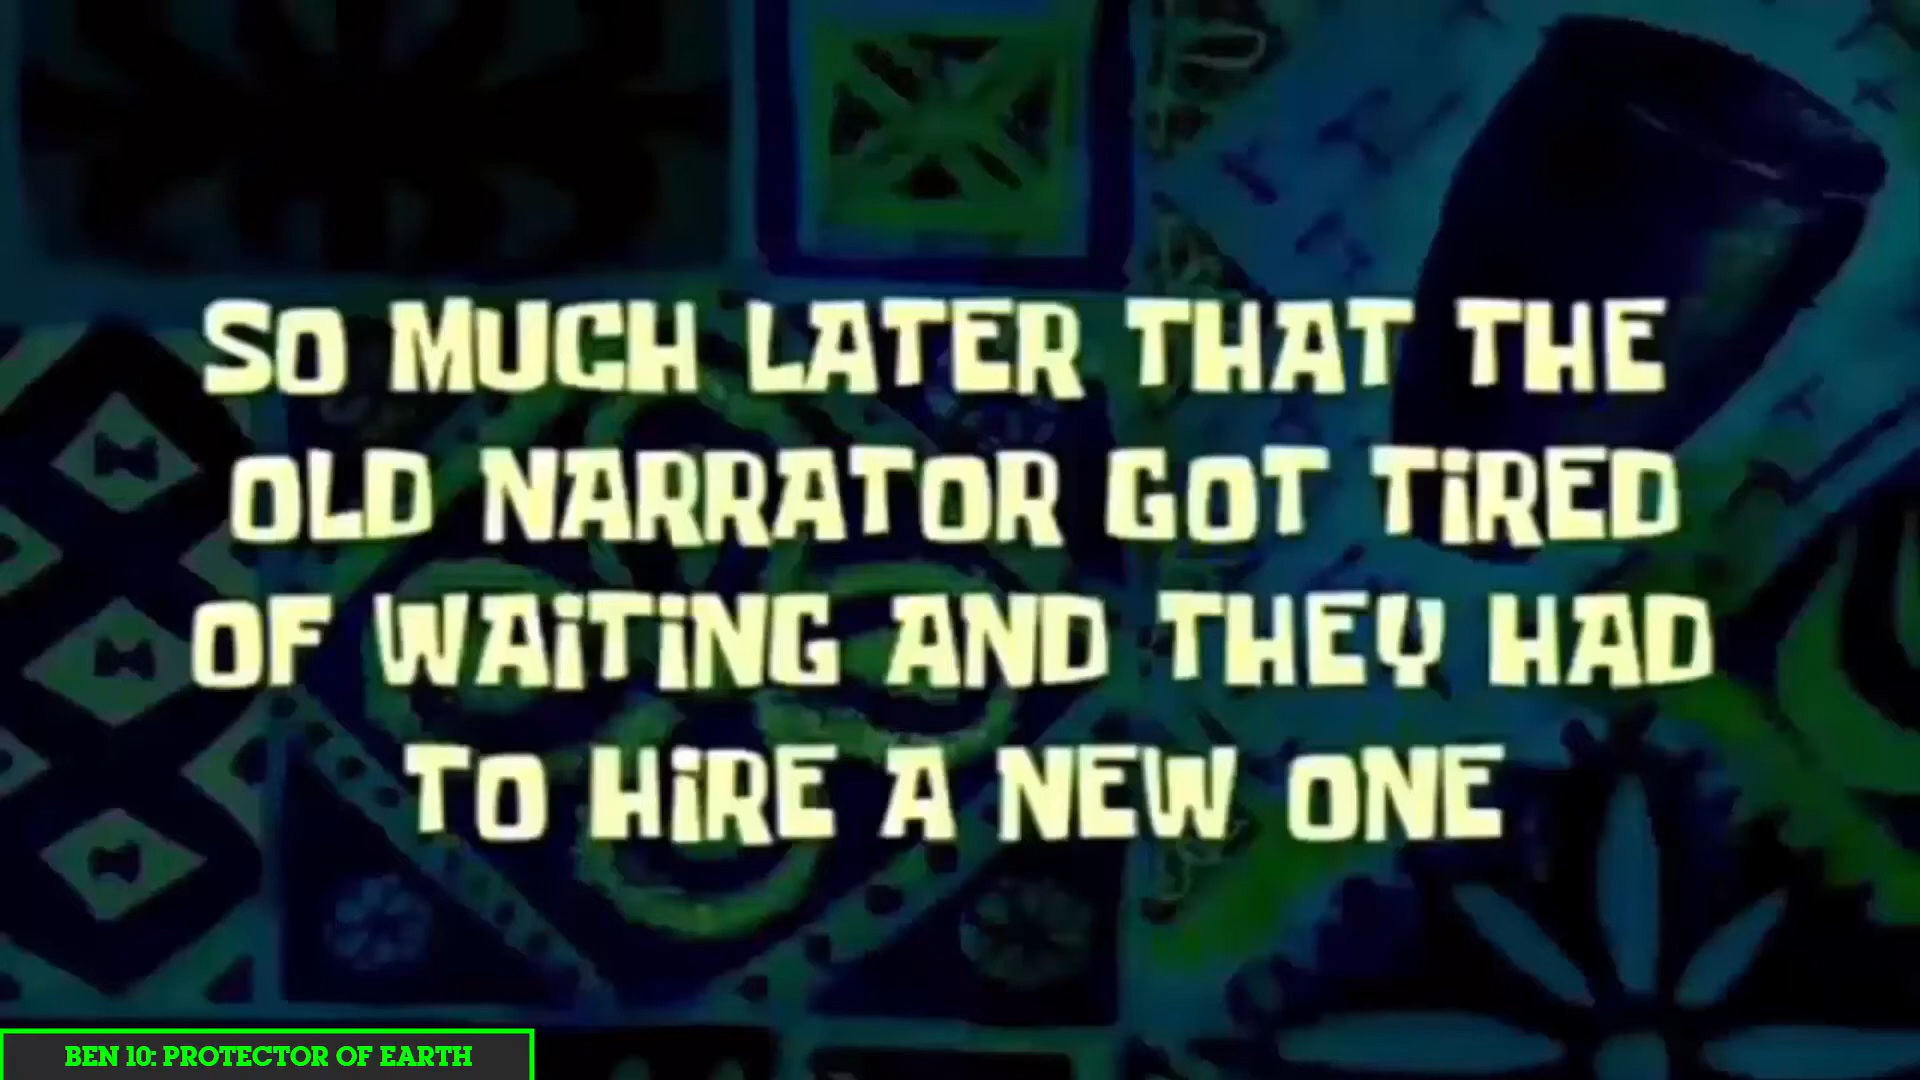 SO MUCH LATER THAT THE
OLD NARRATOR GOT TIRED
OF WAITING AND THEY HAD
TO HIRE A NEW ONE
BEN 10: PROTECTOR OF EARTH